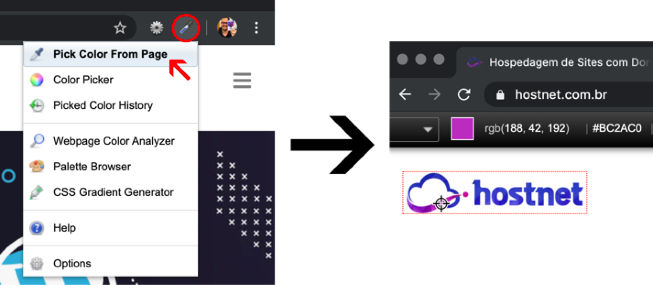 Pick Color From Page
Color Picker
Picked Color History
Webpage Color Analyzer
Palette Browser
CSS Gradient Generator
Help
Options
Hospedagem de Sites com Dor
hostnet.com.br
rgb(188, 42, 192) | #BC2AC0 |
hostnet